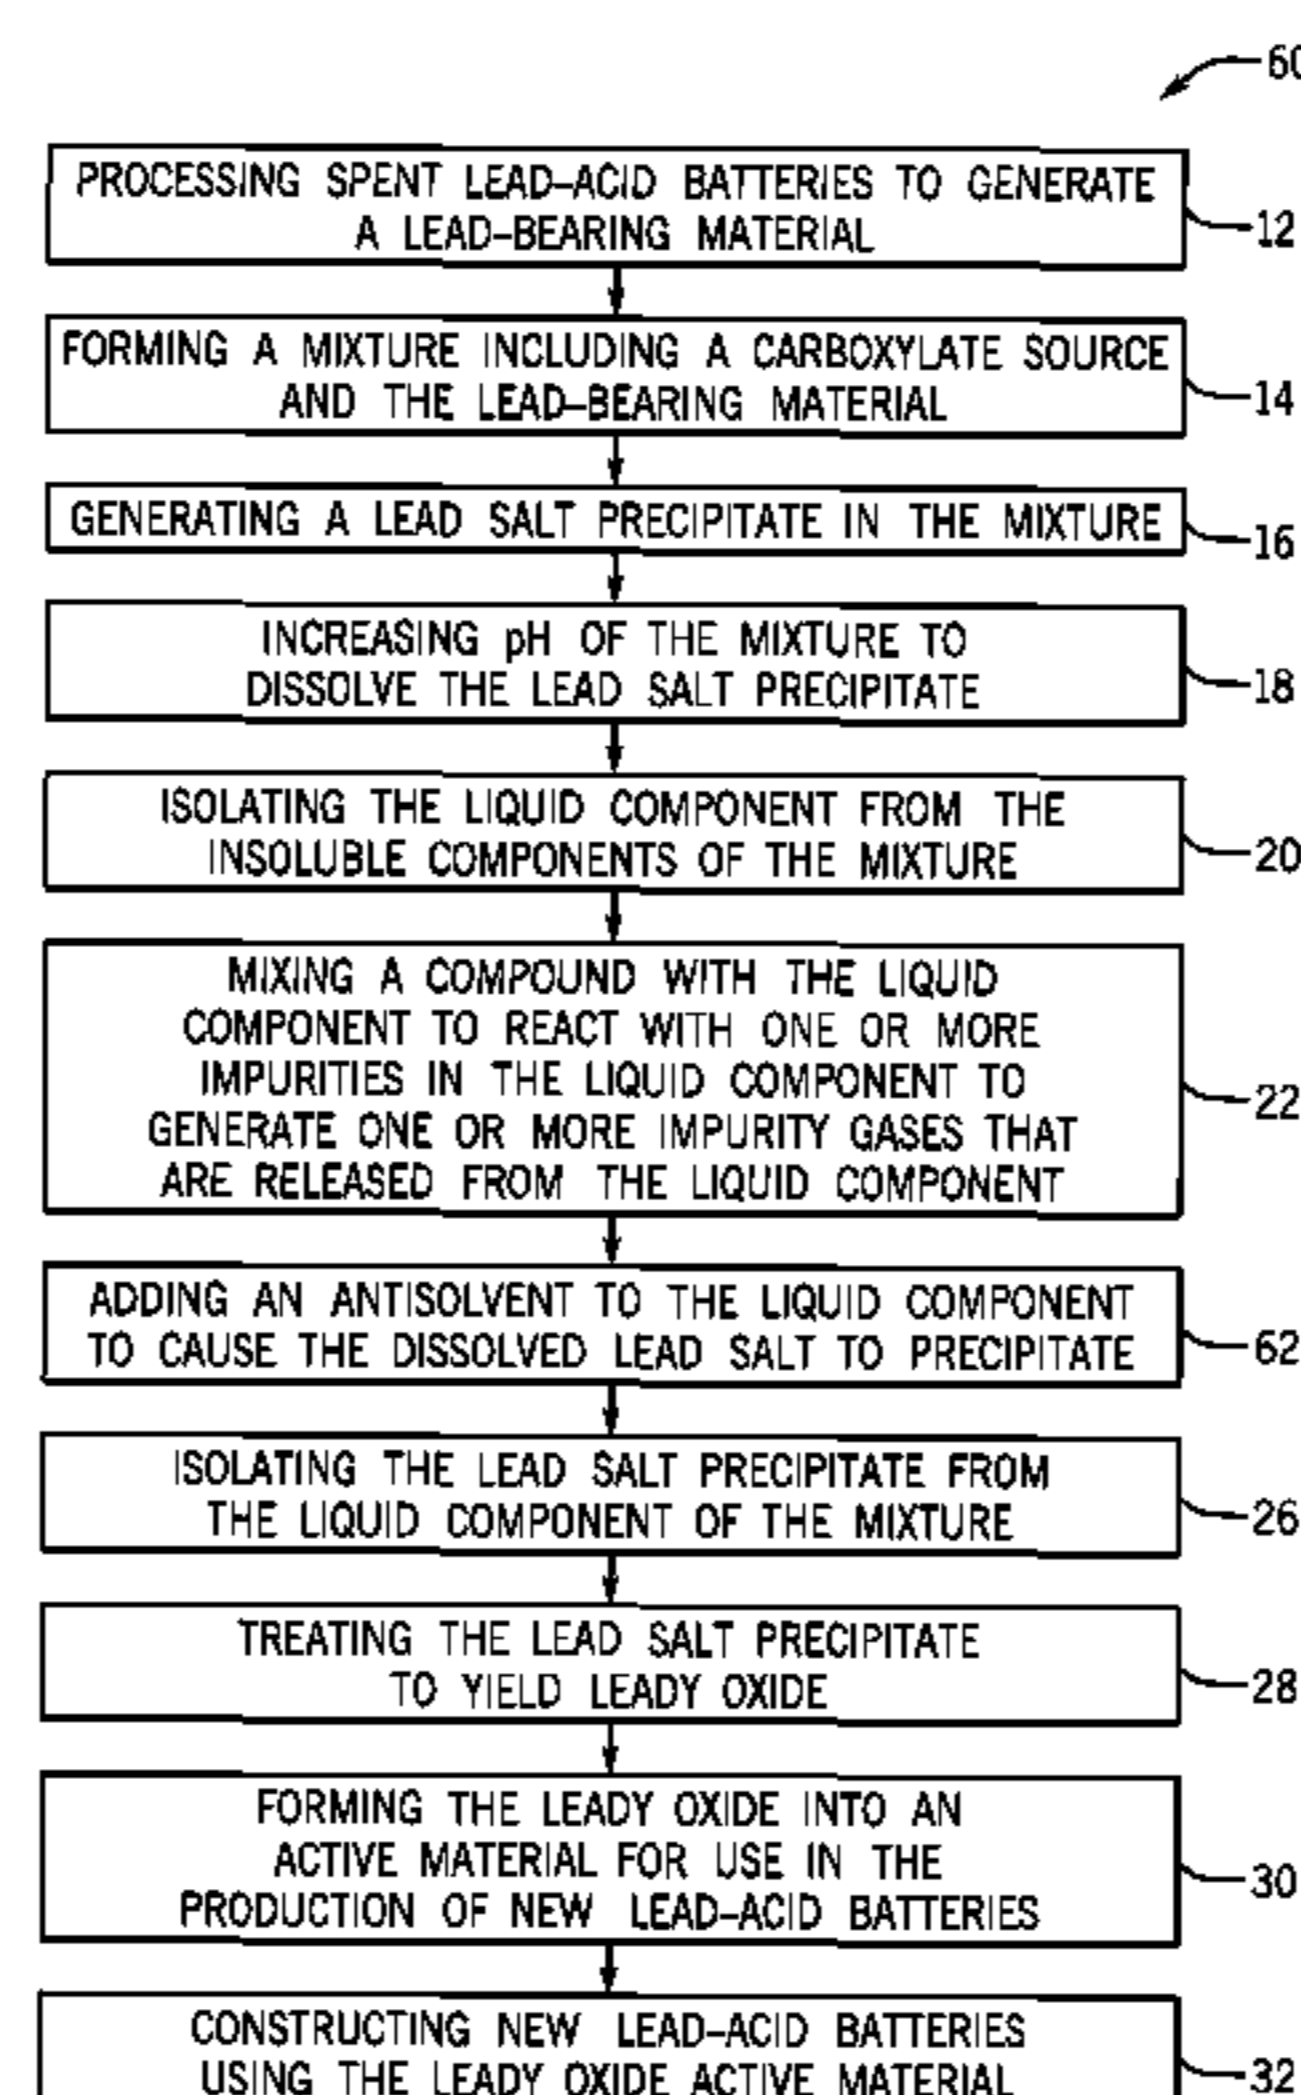 60
PROCESSING SPENT LEAD–ACID BATTERIES TO GENERATE
A LEAD–BEARING MATERIAL
12
FORMING A MIXTURE INCLUDING A CARBOXYLATE SOURCE
AND THE LEAD–BEARING MATERIAL
14
GENERATING A LEAD SALT PRECIPITATE IN THE MIXTURE
16
INCREASING pH OF THE MIXTURE TO
DISSOLVE THE LEAD SALT PRECIPITATE
18
ISOLATING THE LIQUID COMPONENT FROM THE
INSOLUBLE COMPONENTS OF THE MIXTURE
20
MIXING A COMPOUND WITH THE LIQUID
COMPONENT TO REACT WITH ONE OR MORE
IMPURITIES IN THE LIQUID COMPONENT TO
GENERATE ONE OR MORE IMPURITY GASES THAT
ARE RELEASED FROM THE LIQUID COMPONENT
22
ADDING AN ANTISOLVENT TO THE LIQUID COMPONENT
TO CAUSE THE DISSOLVED LEAD SALT TO PRECIPITATE
62
ISOLATING THE LEAD SALT PRECIPITATE FROM
THE LIQUID COMPONENT OF THE MIXTURE
26
TREATING THE LEAD SALT PRECIPITATE
TO YIELD LEADY OXIDE
28
FORMING THE LEADY OXIDE INTO AN
ACTIVE MATERIAL FOR USE IN THE
PRODUCTION OF NEW LEAD–ACID BATTERIES
30
CONSTRUCTING NEW LEAD–ACID BATTERIES
USING THE LEADY OXIDE ACTIVE MATERIAL
32